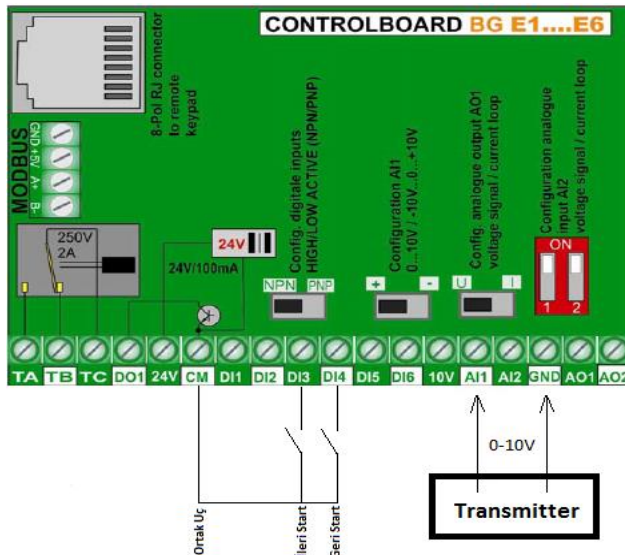 CONTROLBOARD BG E1....E6
8-Pol RJ connector
to remote
keypad
MODBUS
GND
+5V
A+
B-
250V
2A
24V
24V/100mA
Config. digitale inputs
HIGH/LOW ACTIVE (NPN/PNP)
NPN
PNP
Configuration AI1
0...10V / -10V...0...+10V
+
-
Config. analogue output AO1
voltage signal / current loop
U
I
Configuration analogue
input AI2
voltage signal / current loop
ON
1
2
TA TB TC DO1 24V CM DI1 DI2 DI3 DI4 DI5 DI6 10V AI1 AI2 GND AO1 AO2
Ortak Uç
İleri Start
Geri Start
0-10V
Transmitter